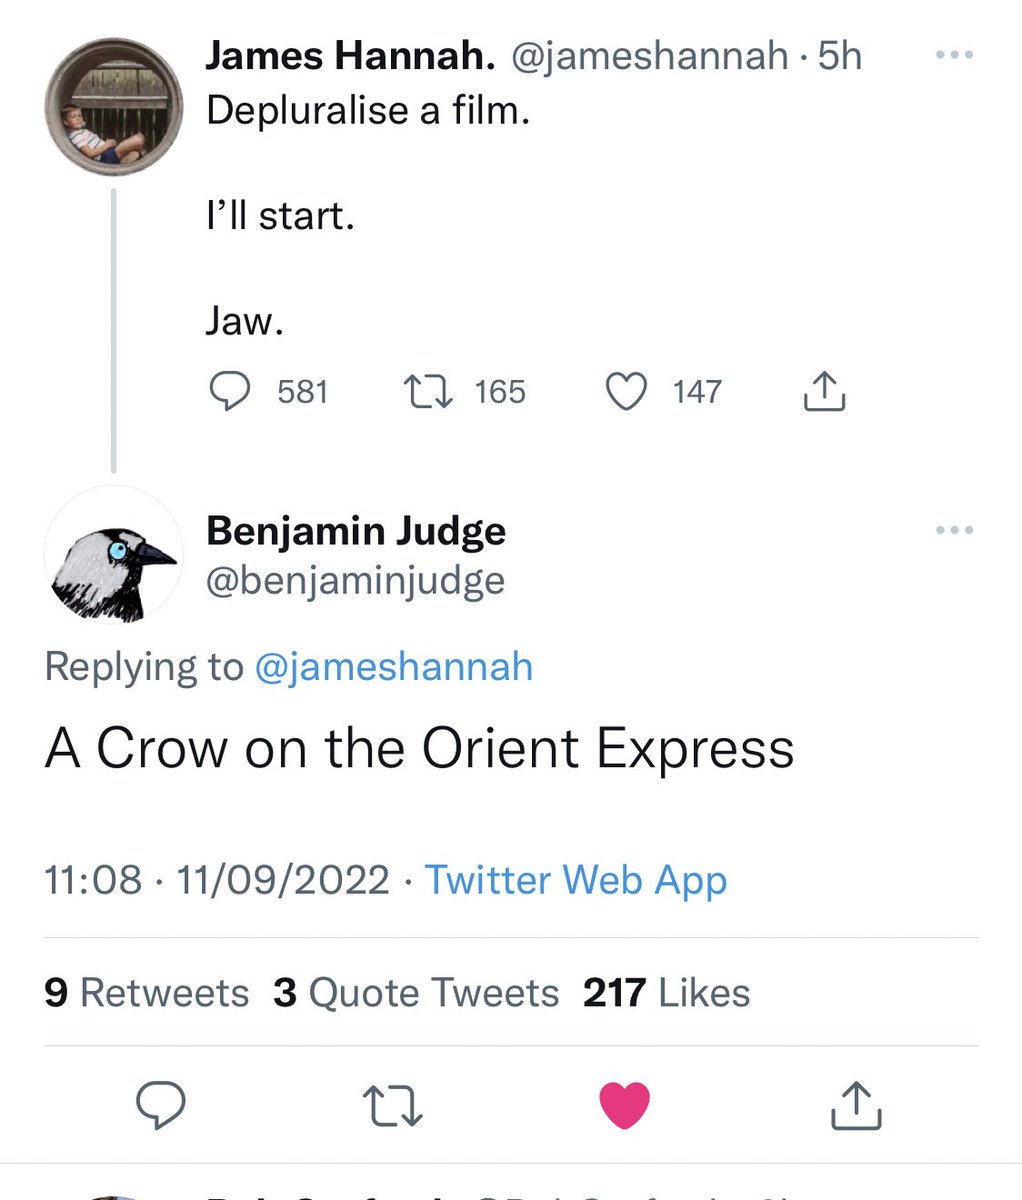 James Hannah. @jameshannah · 5h
Depluralise a film.
I'll start.
Jaw.
581 165 147
Benjamin Judge
@benjaminjudge
Replying to @jameshannah
A Crow on the Orient Express
11:08 · 11/09/2022 · Twitter Web App
9 Retweets 3 Quote Tweets 217 Likes